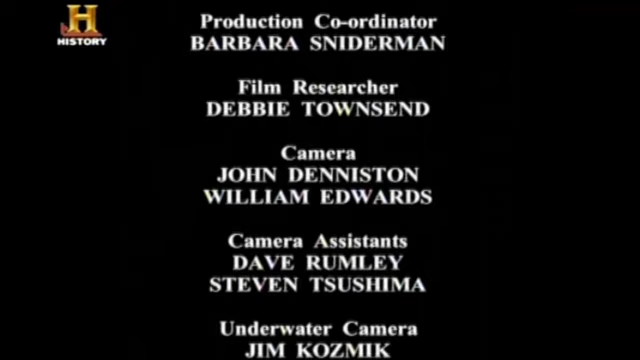 H
HISTORY
Production Co-ordinator
BARBARA SNIDERMAN
Film Researcher
DEBBIE TOWNSEND
Camera
JOHN DENNISTON
WILLIAM EDWARDS
Camera Assistants
DAVE RUMLEY
STEVEN TSUSHIMA
Underwater Camera
JIM KOZMIK